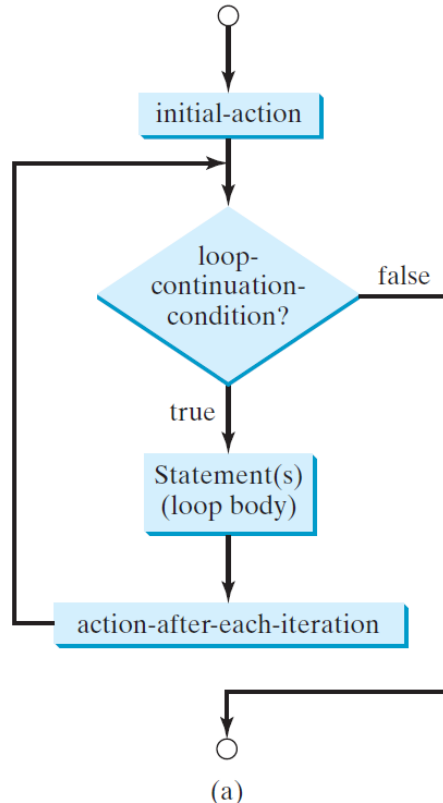 initial-action
loop-
continuation-
condition?
false
true
Statement(s)
(loop body)
action-after-each-iteration
(a)